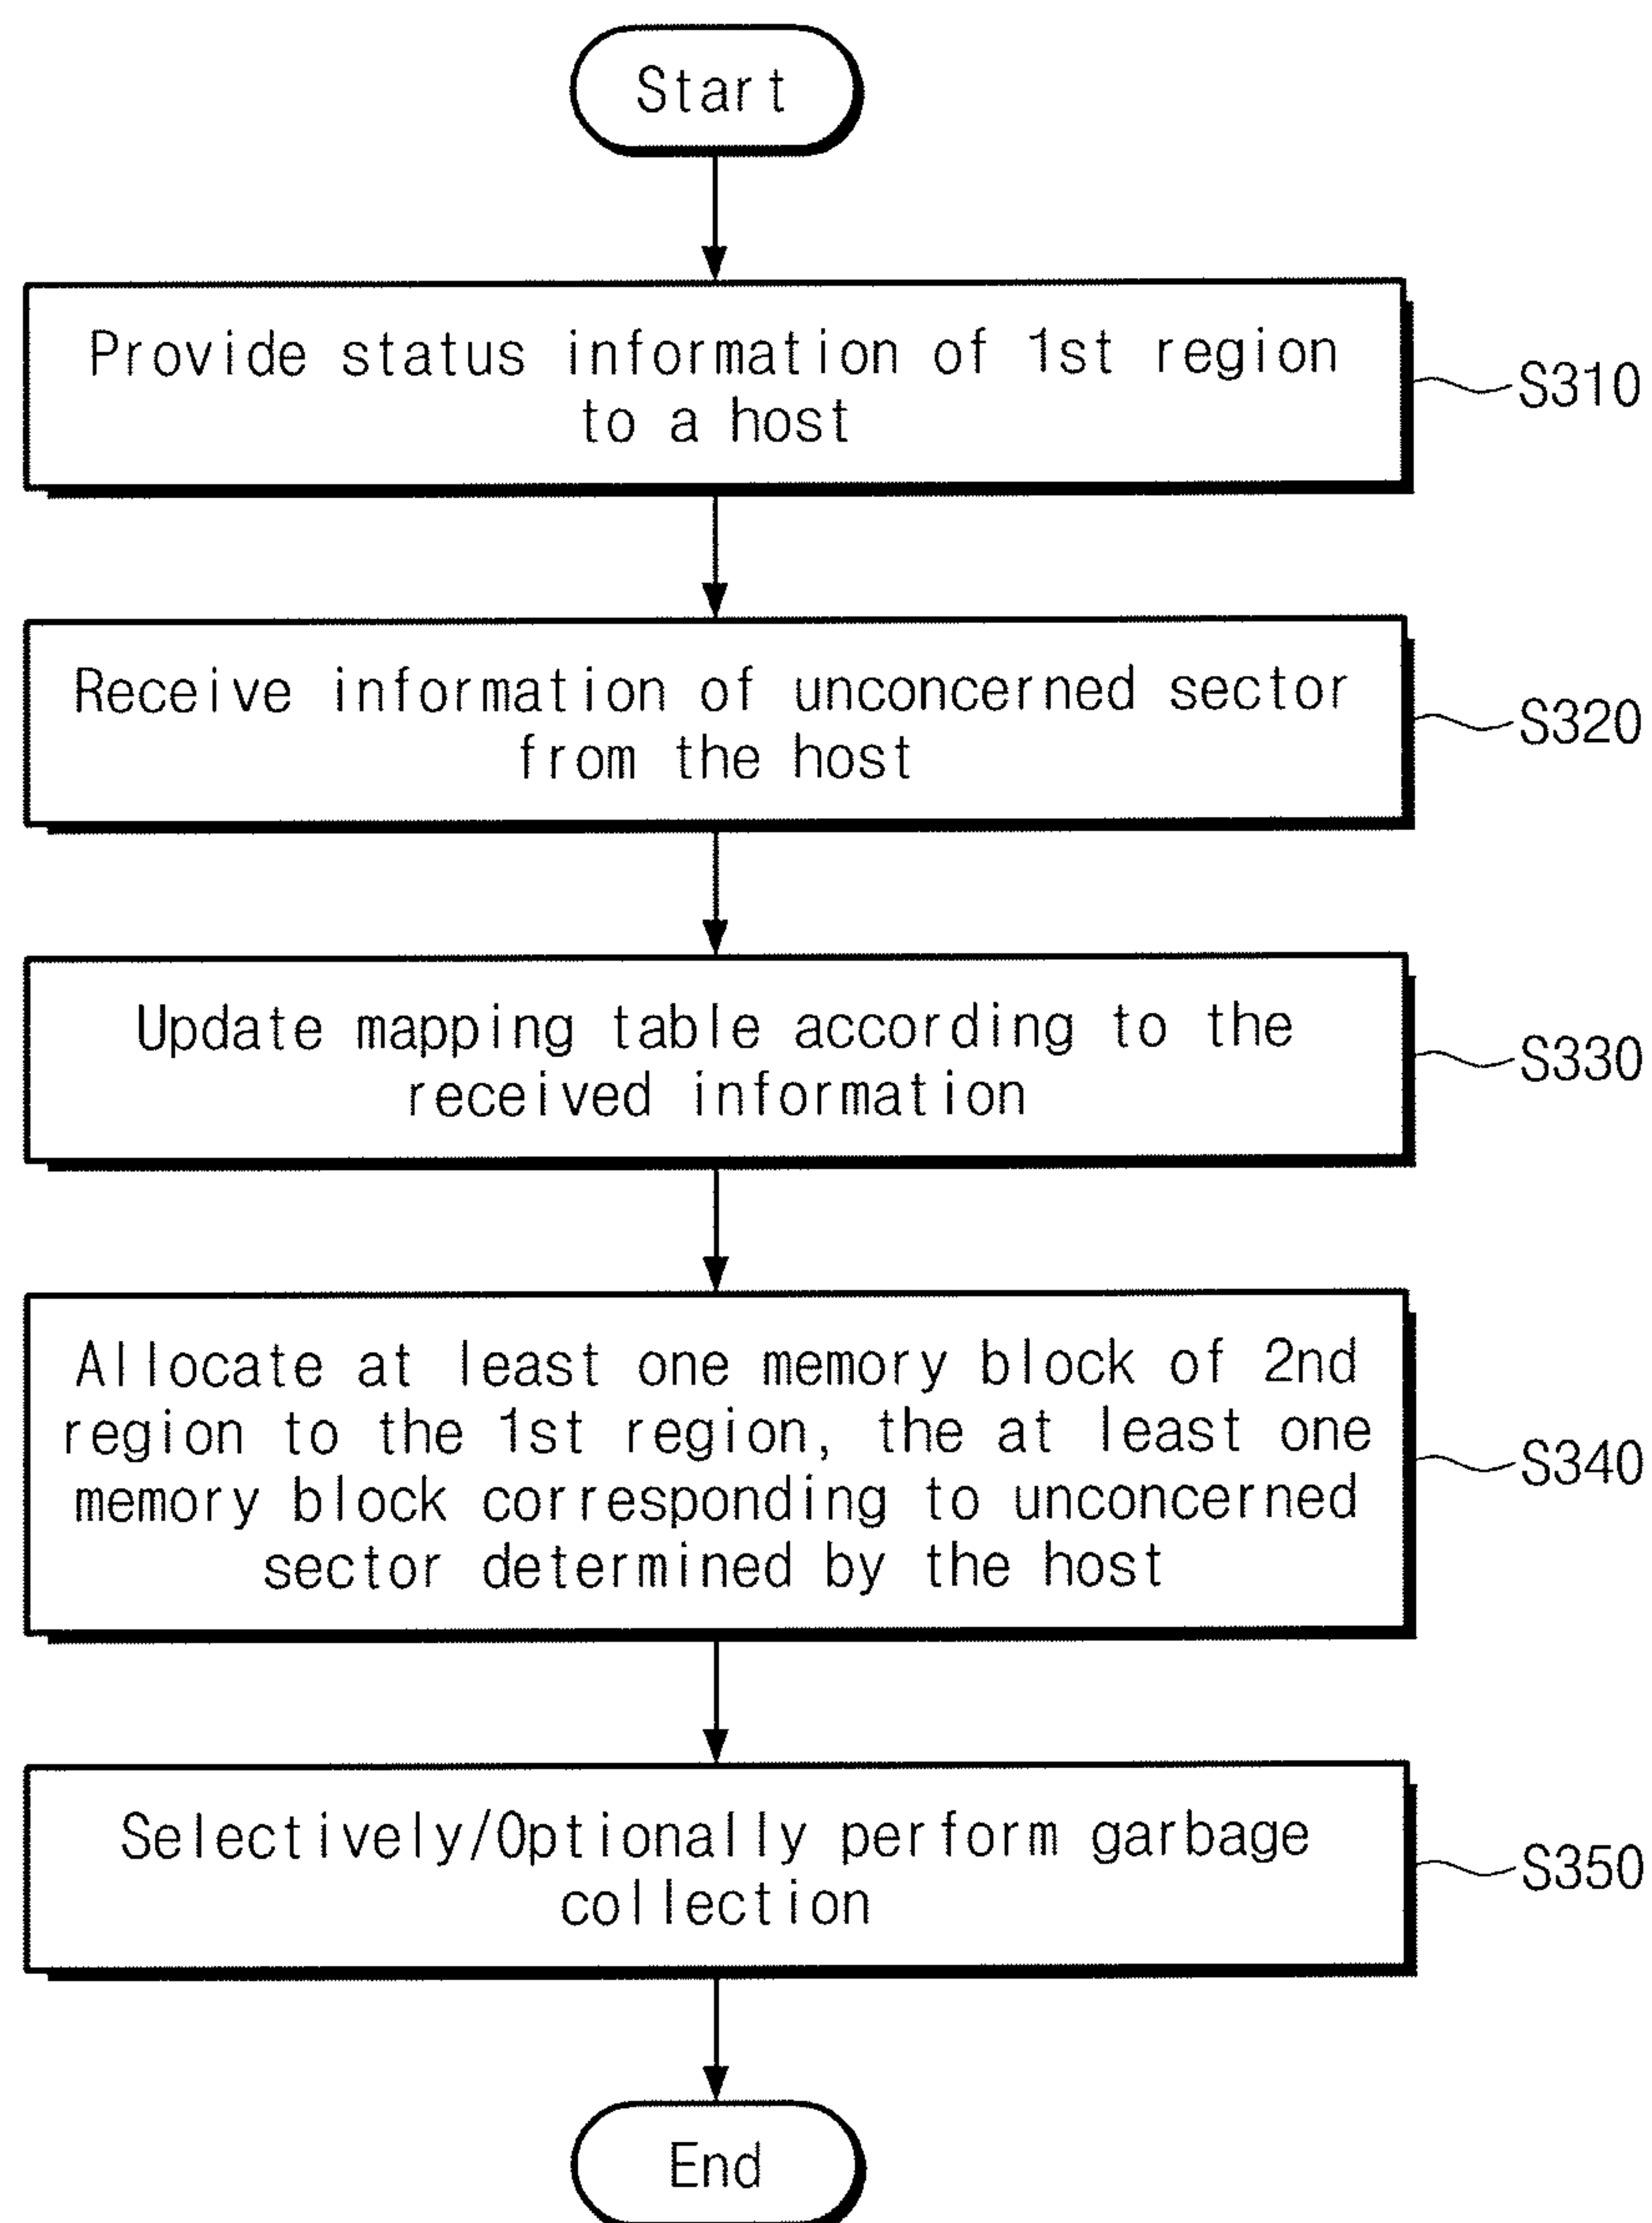 Start
Provide status information of 1st region
to a host
S310
Receive information of unconcerned sector
from the host
S320
Update mapping table according to the
received information
S330
Allocate at least one memory block of 2nd
region to the 1st region, the at least one
memory block corresponding to unconcerned
sector determined by the host
S340
Selectively/Optionally perform garbage
collection
S350
End